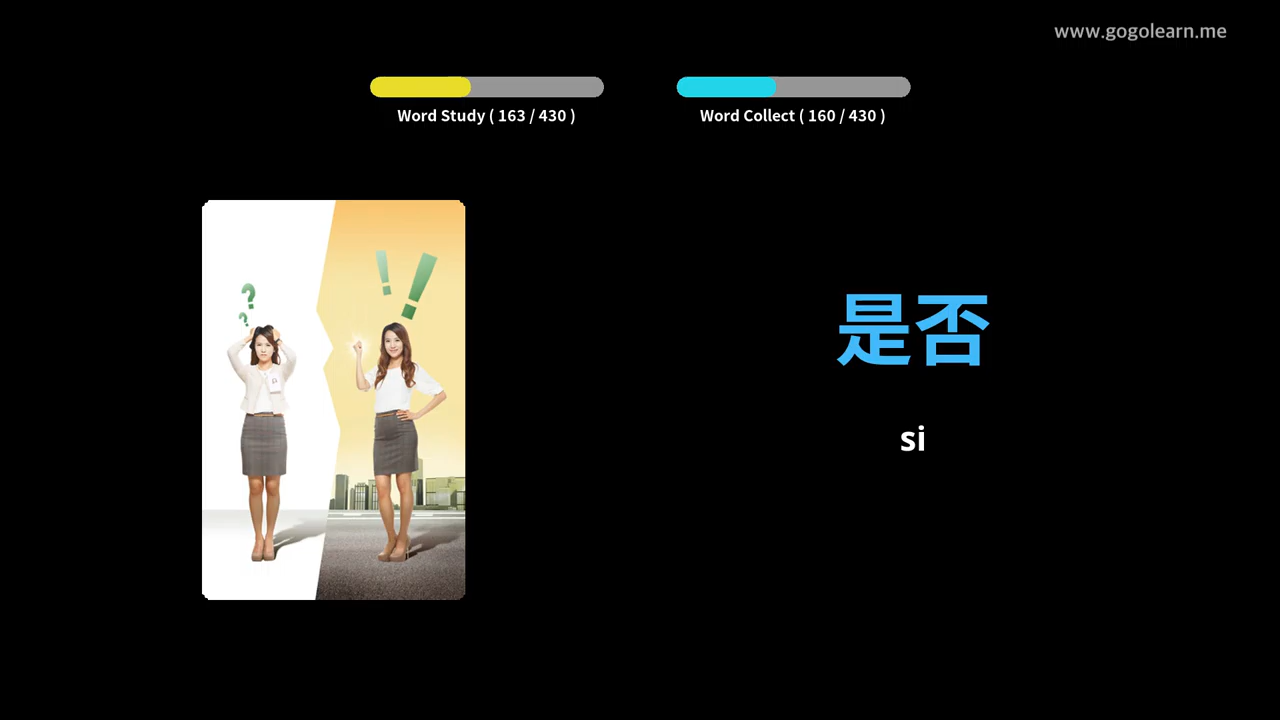 www.gogolearn.me
Word Study ( 163 / 430 )
Word Collect ( 160 / 430 )
? !!
?
是否
si